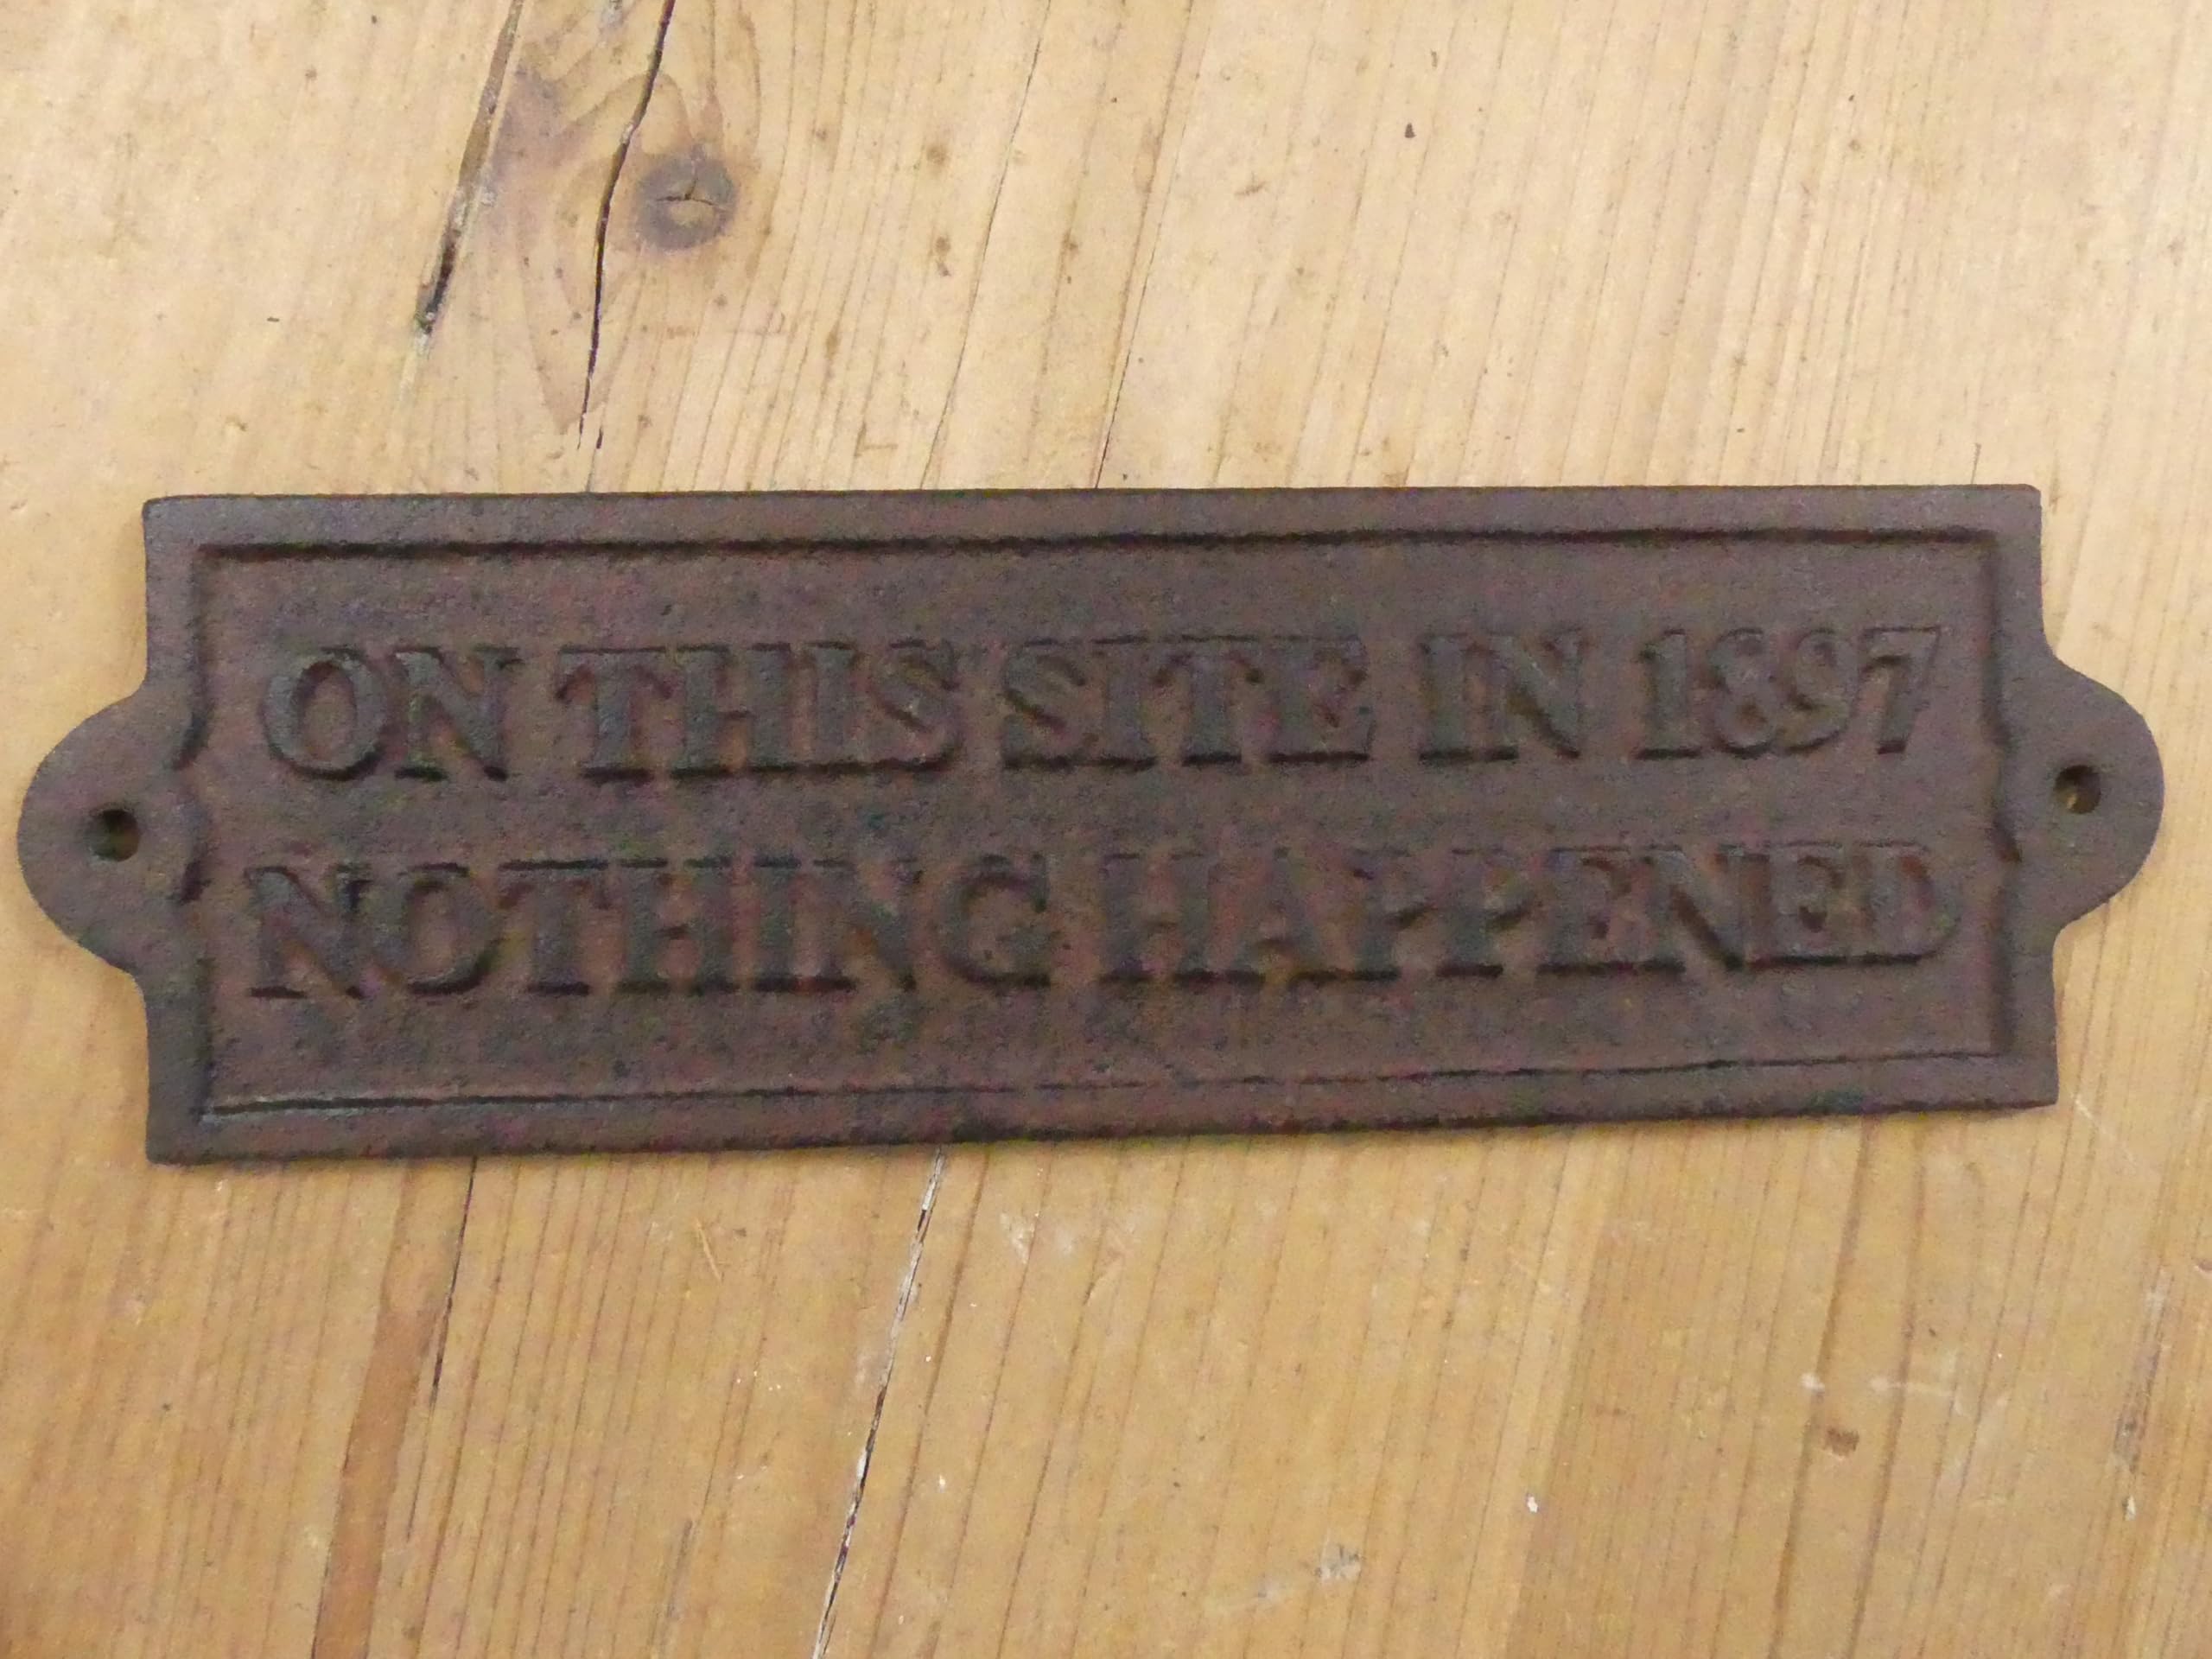 ON THIS SITE IN 1897
NOTHING HAPPENED